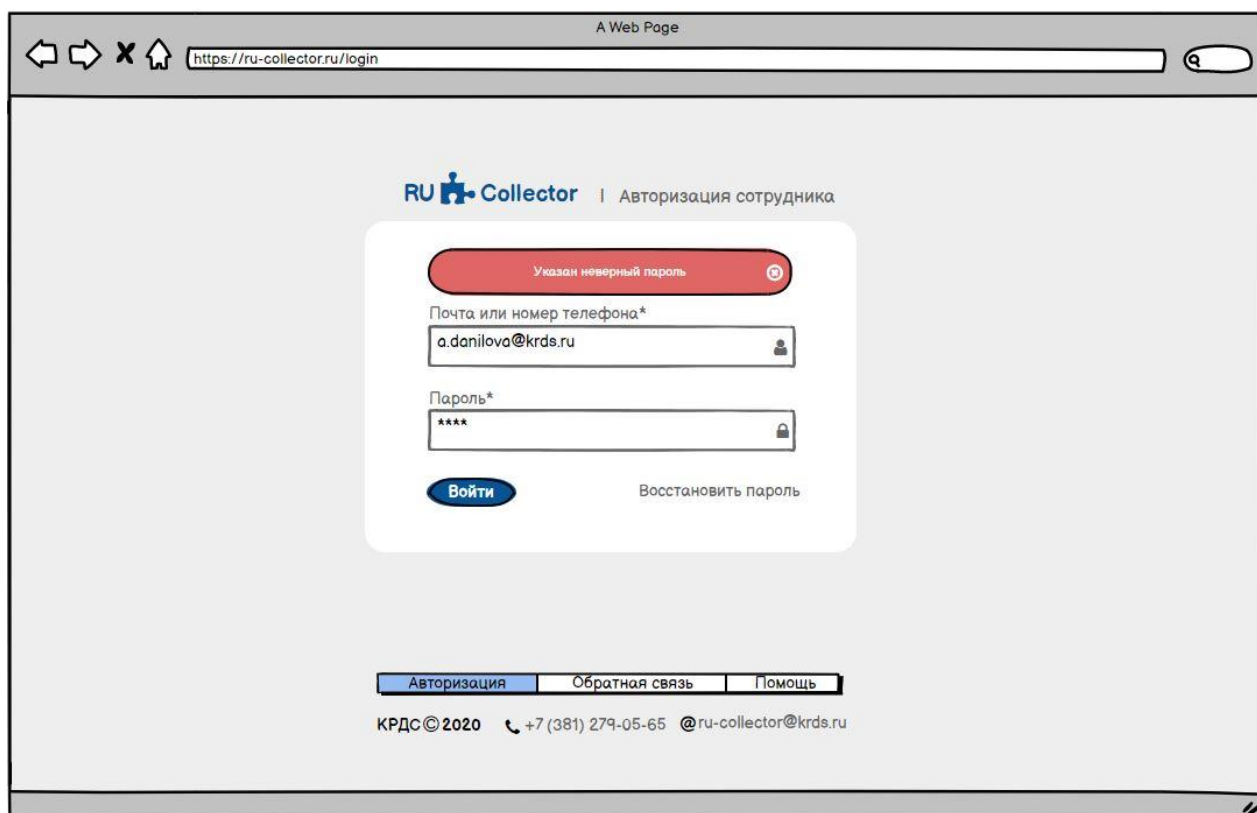 A Web Page
https://ru-collector.ru/login
RU Collector | Авторизация сотрудника
Указан неверный пароль
Почта или номер телефона*
a.danilova@krds.ru
Пароль*
****
Войти Восстановить пароль
Авторизация Обратная связь Помощь
КРДС©2020 +7 (381) 279-05-65 @ru-collector@krds.ru